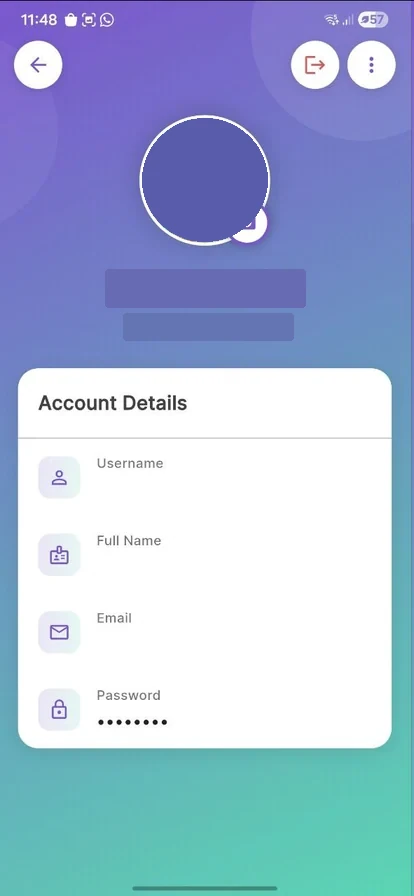 11:48
57
Account Details
Username
Full Name
Email
Password
••••••••